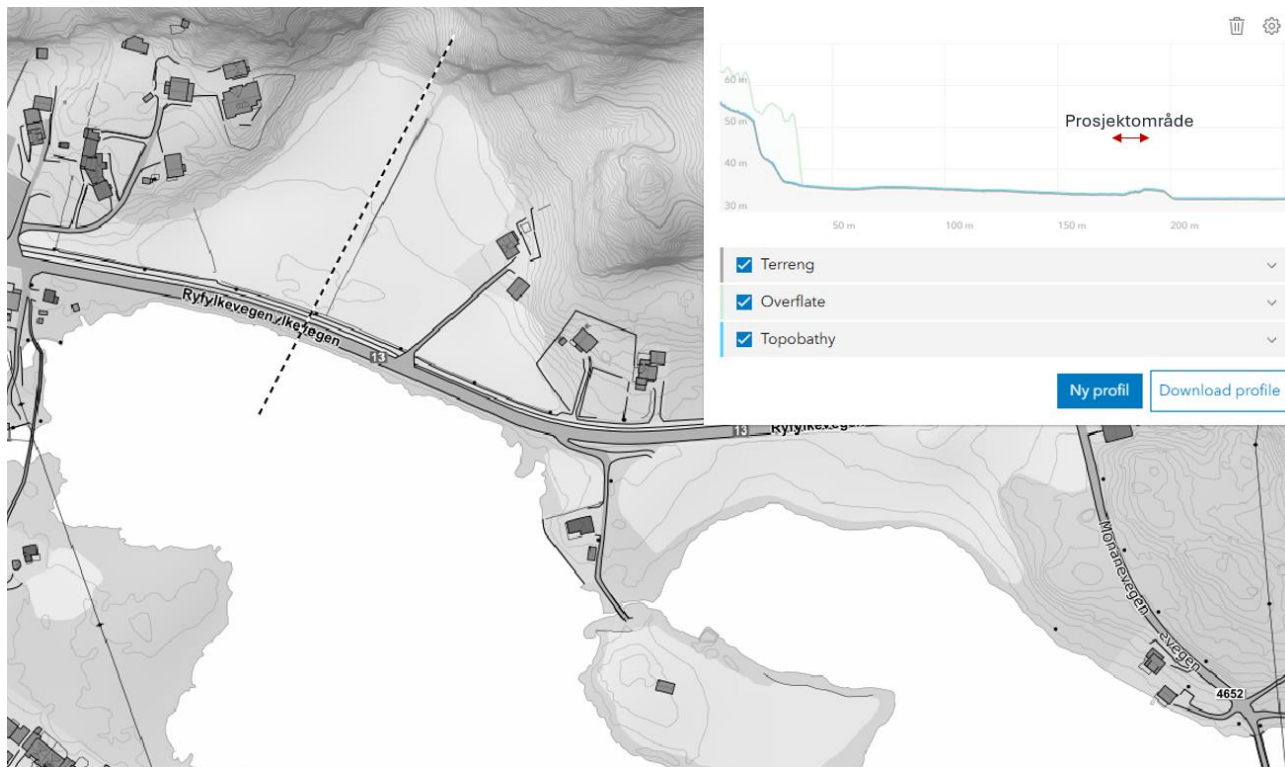 60 m
50 m
Prosjektområde
40 m
30 m
50 m
100 m
150 m
200 m
Terreng
Overflate
Topobathy
Ny profil
Download profile
Ryfylkevegen
13
13
Monanevegen
4652